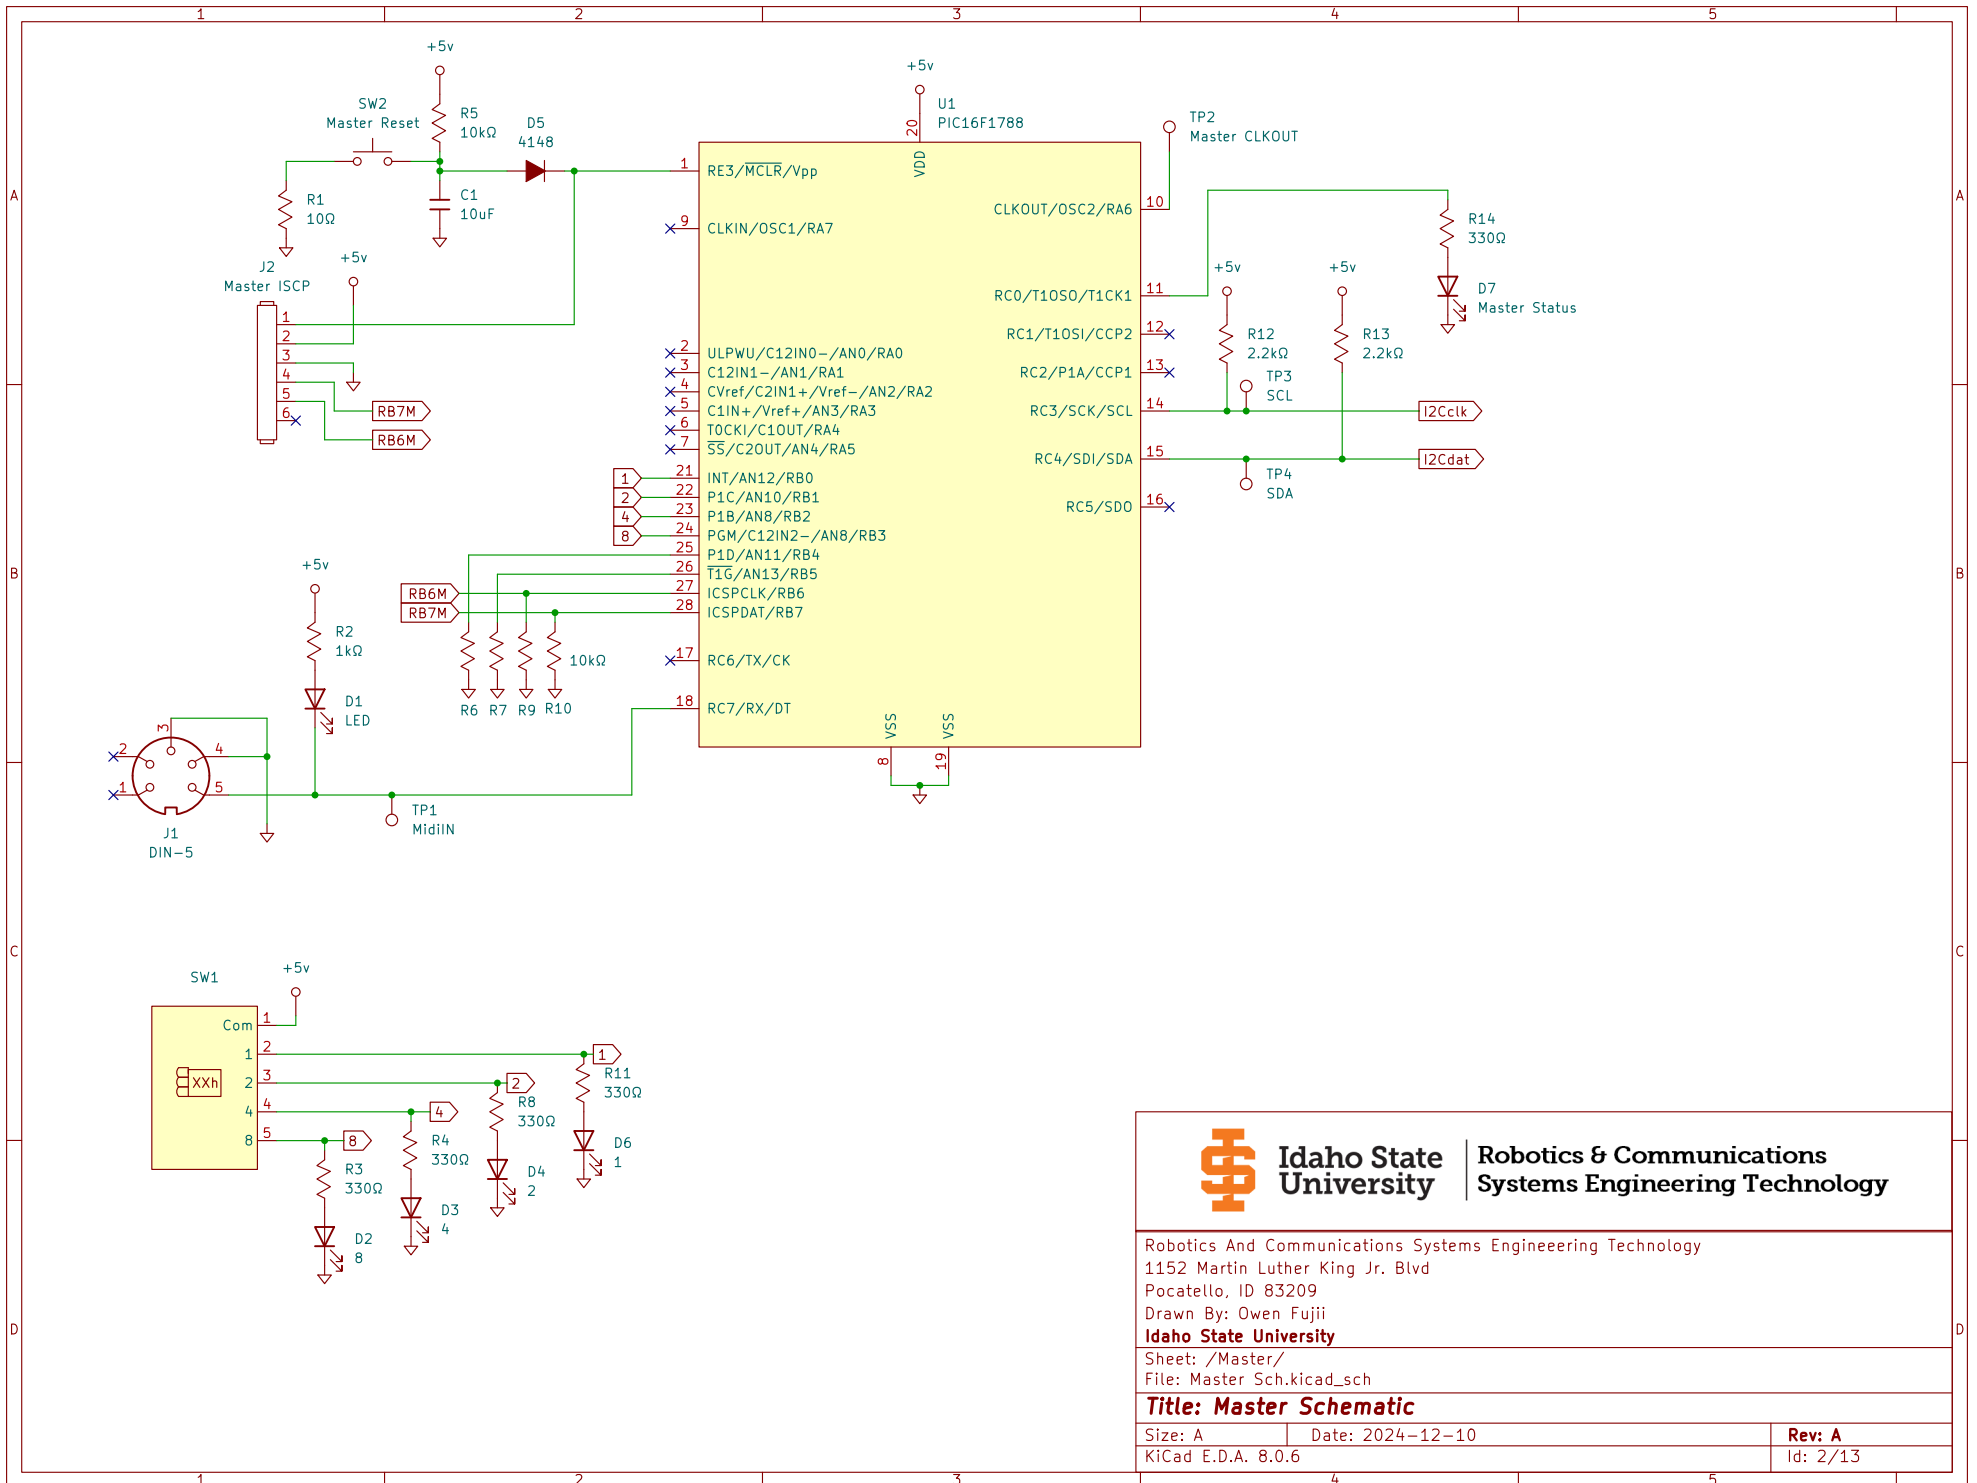 1 2 3 4 5
A
B
C
D
A
B
C
D
1 2 3 4 5
+5v
SW2
Master Reset
R5
10kΩ
D5
4148
R1
10Ω
C1
10uF
J2
Master ISCP
+5v
1
2
3
4
5
6
RB7M
RB6M
+5v
U1
PIC16F1788
20
VDD
1 RE3/MCLR/Vpp
9 CLKIN/OSC1/RA7
2 ULPWU/C12IN0-/AN0/RA0
3 C12IN1-/AN1/RA1
4 CVref/C2IN1+/Vref-/AN2/RA2
5 C1IN+/Vref+/AN3/RA3
6 T0CKI/C1OUT/RA4
7 SS/C2OUT/AN4/RA5
1 21 INT/AN12/RB0
2 22 P1C/AN10/RB1
4 23 P1B/AN8/RB2
8 24 PGM/C12IN2-/AN8/RB3
25 P1D/AN11/RB4
26 T1G/AN13/RB5
RB6M 27 ICSPCLK/RB6
RB7M 28 ICSPDAT/RB7
17 RC6/TX/CK
18 RC7/RX/DT
10kΩ
R6 R7 R9 R10
VSS VSS
8 19
CLKOUT/OSC2/RA6 10
RC0/T1OSO/T1CK1 11
RC1/T1OSI/CCP2 12
RC2/P1A/CCP1 13
RC3/SCK/SCL 14
RC4/SDI/SDA 15
RC5/SDO 16
TP2
Master CLKOUT
R14
330Ω
D7
Master Status
+5v
+5v
R12
2.2kΩ
R13
2.2kΩ
TP3
SCL
I2Cclk
I2Cdat
TP4
SDA
+5v
R2
1kΩ
D1
LED
3
2 4
1 5
J1
DIN-5
TP1
MidiIN
SW1
+5v
Com 1
1 2
2 3
4 4
8 5
XXh
1
R11
330Ω
D6
1
2
R8
330Ω
D4
2
4
R4
330Ω
D3
4
8
R3
330Ω
D2
8
Idaho State
University
Robotics & Communications
Systems Engineering Technology
Robotics And Communications Systems Engineeering Technology
1152 Martin Luther King Jr. Blvd
Pocatello, ID 83209
Drawn By: Owen Fujii
Idaho State University
Sheet: /Master/
File: Master Sch.kicad_sch
Title: Master Schematic
Size: A Date: 2024-12-10 Rev: A
KiCad E.D.A. 8.0.6 Id: 2/13